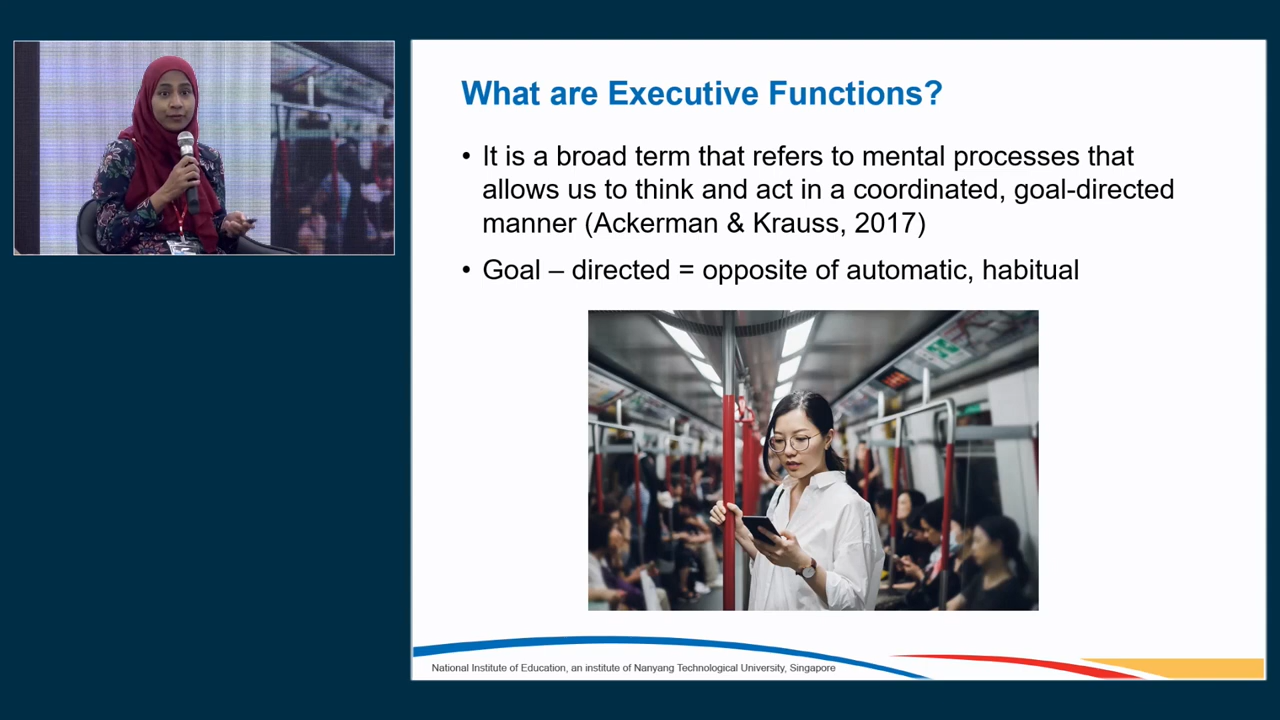 What are Executive Functions?
• It is a broad term that refers to mental processes that
allows us to think and act in a coordinated, goal-directed
manner (Ackerman & Krauss, 2017)
• Goal – directed = opposite of automatic, habitual
National Institute of Education, an institute of Nanyang Technological University, Singapore